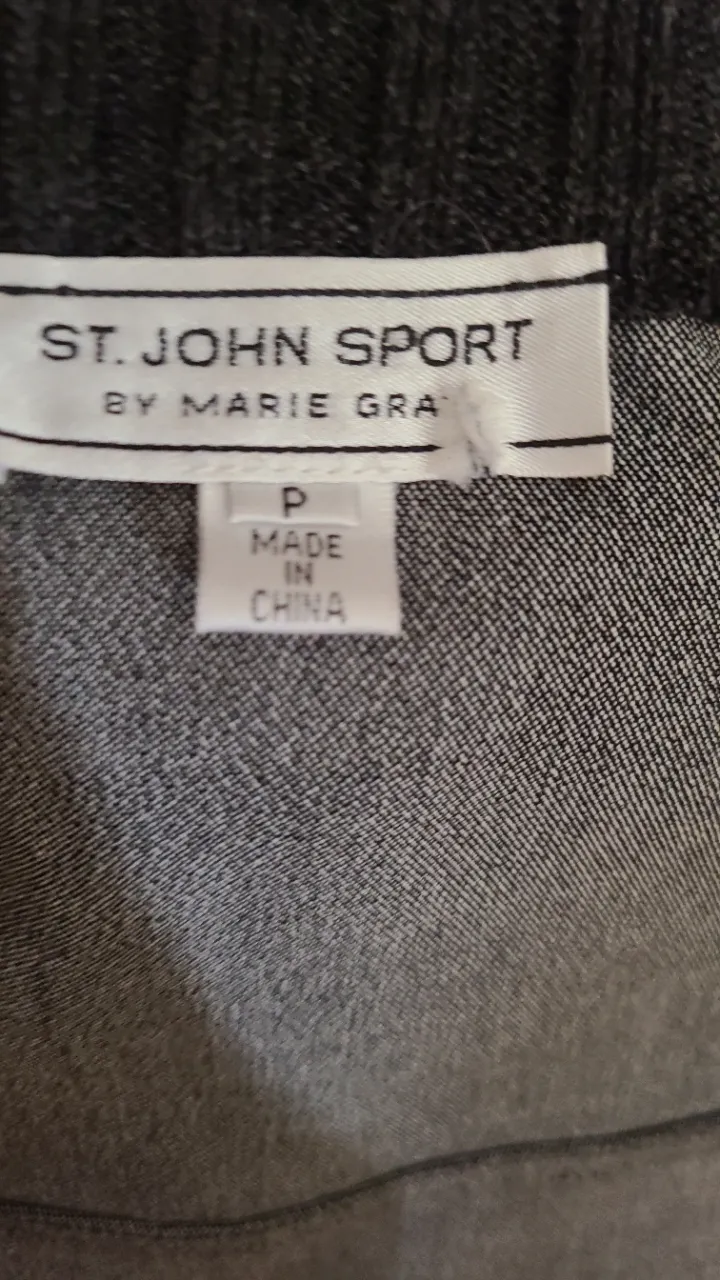 ST. JOHN SPORT
BY MARIE GRA
P
MADE
IN
CHINA